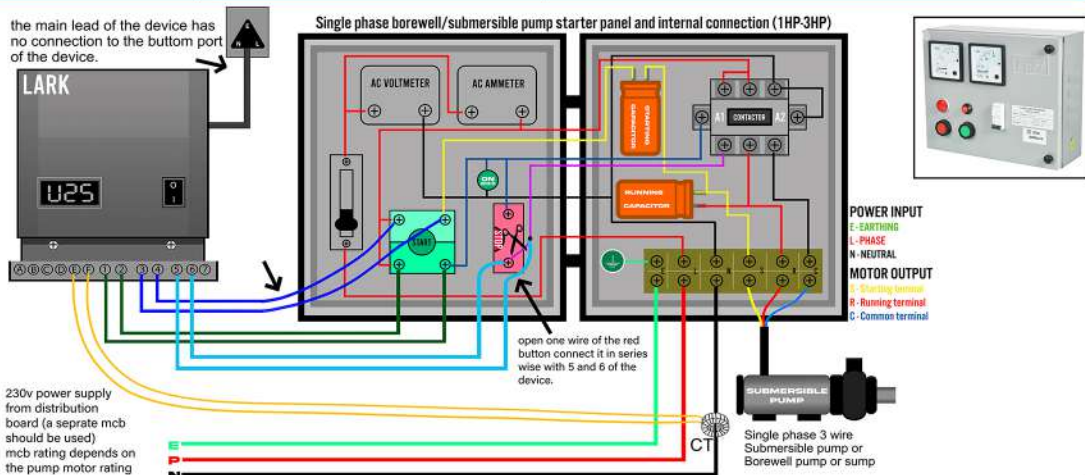 the main lead of the device has
no connection to the buttom port
of the device.
N L
LARK
U25
O
I
A B C D E F 1 2 3 4 5 6 7
Single phase borewell/submersible pump starter panel and internal connection (1HP-3HP)
AC VOLTMETER
AC AMMETER
ON
START
STOP
open one wire of the red
button connect it in series
wise with 5 and 6 of the
device.
STARTING
CAPACITOR
RUNNING
CAPACITOR
A1 CONTACTOR A2
POWER INPUT
E - EARTHING
L - PHASE
N - NEUTRAL
MOTOR OUTPUT
S - Starting terminal
R - Running terminal
C - Common terminal
SUBMERSIBLE
PUMP
Single phase 3 wire
Submersible pump or
Borewell pump or sump
CT
230v power supply
from distribution
board (a seprate mcb
should be used)
mcb rating depends on
the pump motor rating
E
P
N